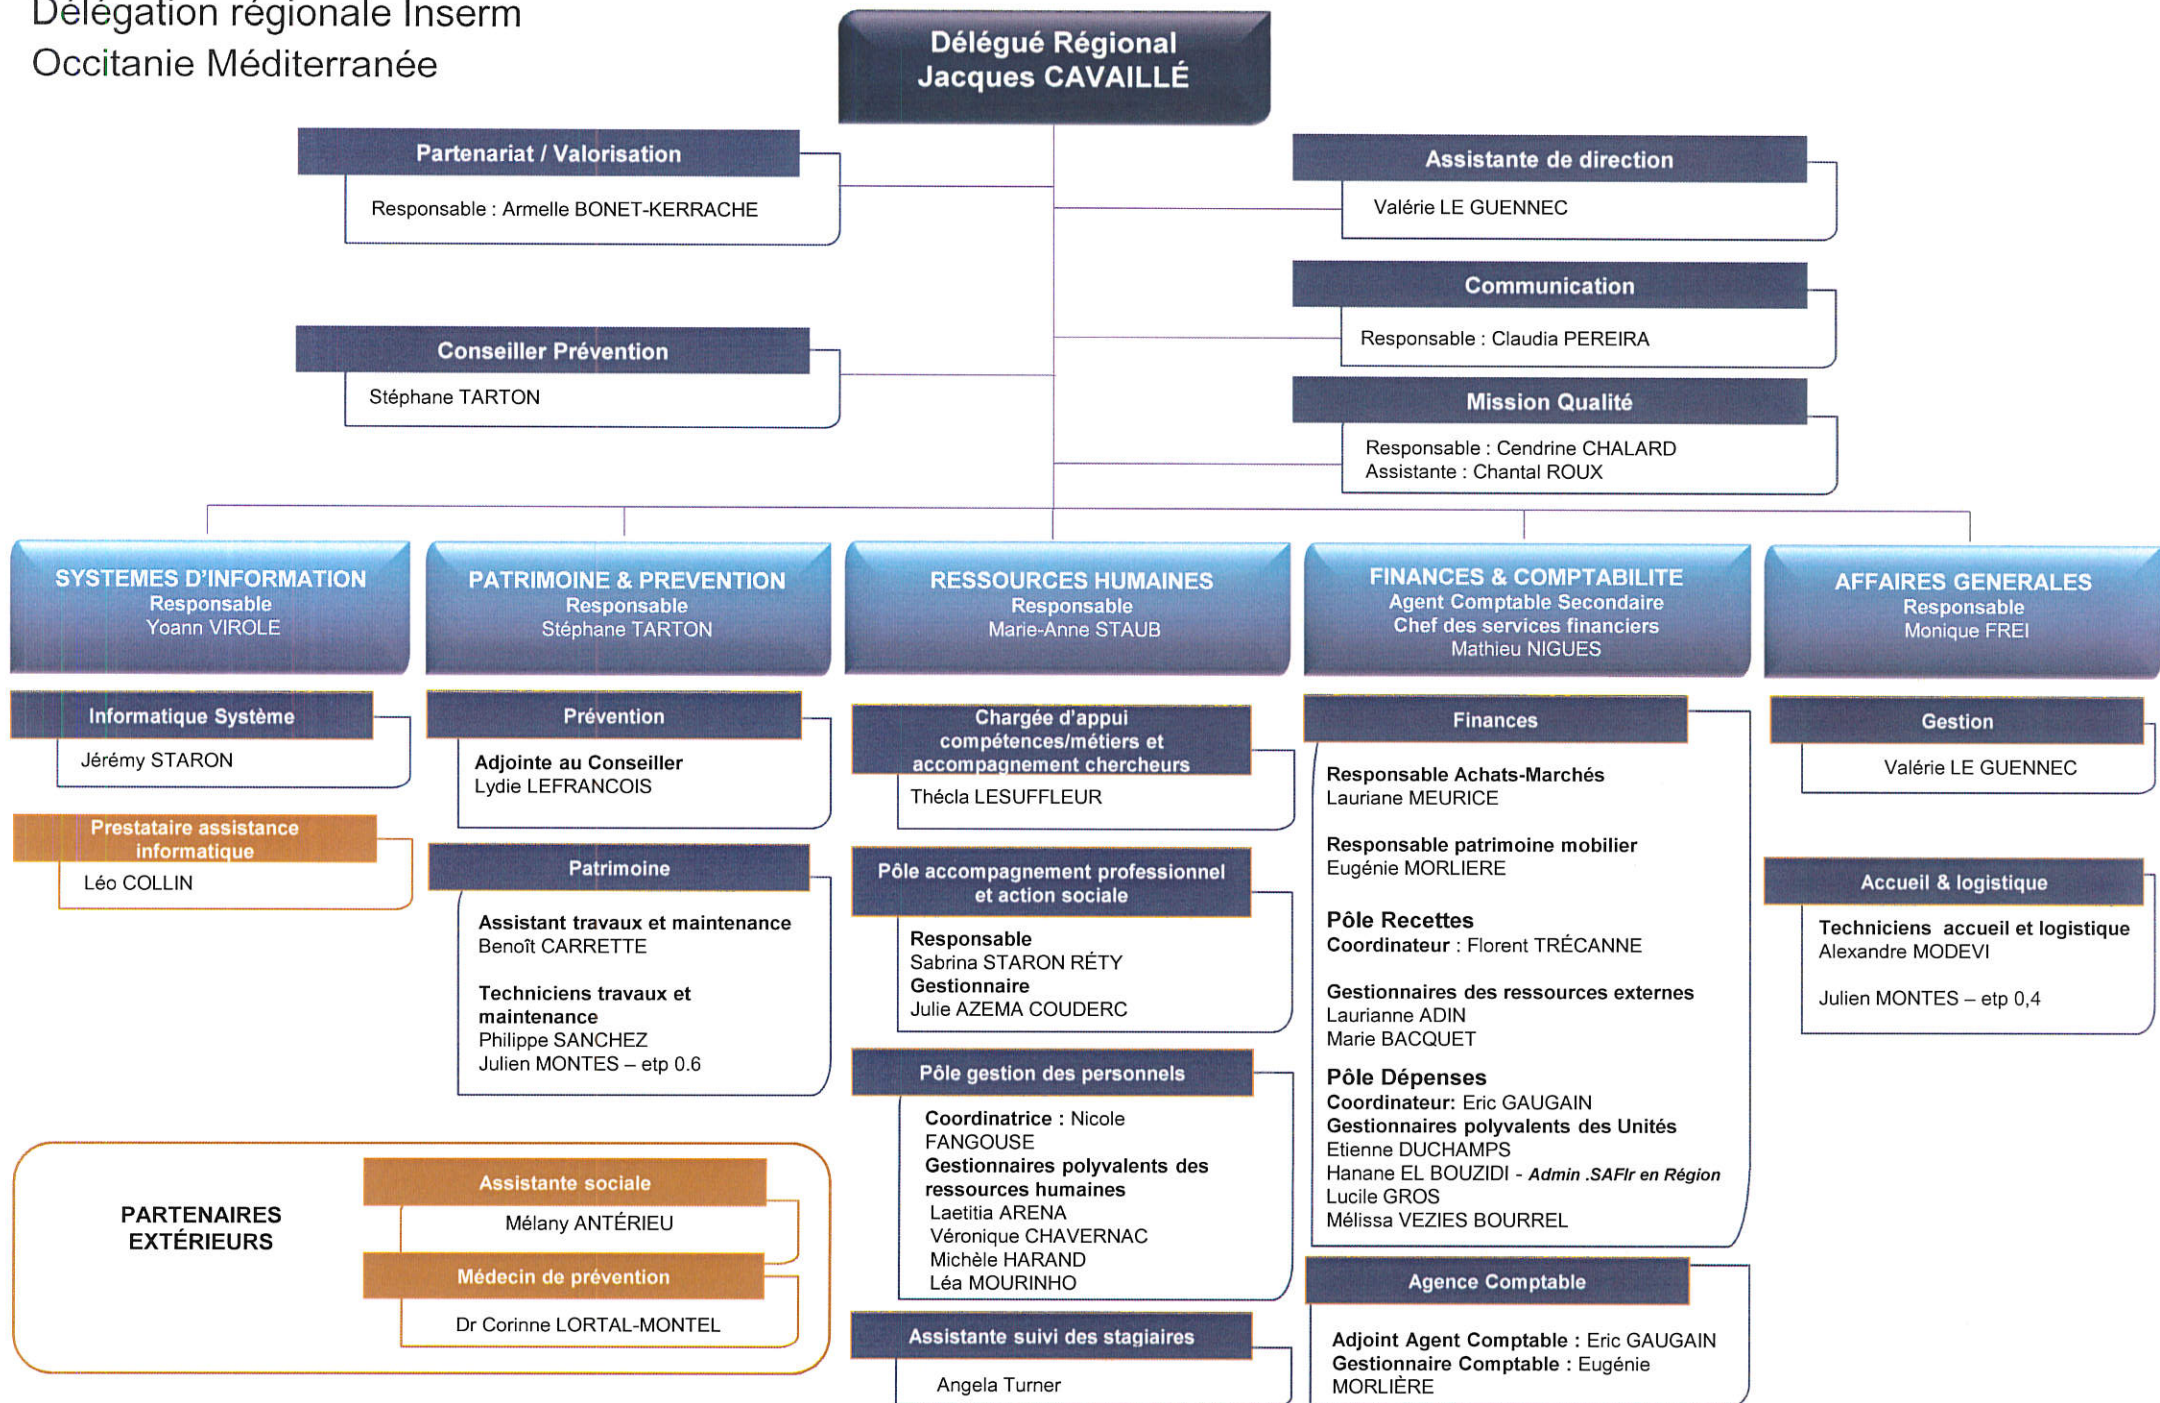 Délégation régionale Inserm
Occitanie Méditerranée
Délégué Régional
Jacques CAVAILLÉ
Partenariat / Valorisation
Responsable : Armelle BONET-KERRACHE
Assistante de direction
Valérie LE GUENNEC
Communication
Responsable : Claudia PEREIRA
Conseiller Prévention
Stéphane TARTON
Mission Qualité
Responsable : Cendrine CHALARD
Assistante : Chantal ROUX
SYSTEMES D'INFORMATION
Responsable
Yoann VIROLE
Informatique Système
Jérémy STARON
Prestataire assistance
informatique
Léo COLLIN
PATRIMOINE & PREVENTION
Responsable
Stéphane TARTON
Prévention
Adjointe au Conseiller
Lydie LEFRANCOIS
Patrimoine
Assistant travaux et maintenance
Benoît CARRETTE
Techniciens travaux et
maintenance
Philippe SANCHEZ
Julien MONTES – etp 0.6
RESSOURCES HUMAINES
Responsable
Marie-Anne STAUB
Chargée d'appui
compétences/métiers et
accompagnement chercheurs
Thécla LESUFFLEUR
Pôle accompagnement professionnel
et action sociale
Responsable
Sabrina STARON RÉTY
Gestionnaire
Julie AZEMA COUDERC
Pôle gestion des personnels
Coordinatrice : Nicole
FANGOUSE
Gestionnaires polyvalents des
ressources humaines
Laetitia ARENA
Véronique CHAVERNAC
Michèle HARAND
Léa MOURINHO
Assistante suivi des stagiaires
Angela Turner
FINANCES & COMPTABILITE
Agent Comptable Secondaire
Chef des services financiers
Mathieu NIGUES
Finances
Responsable Achats-Marchés
Lauriane MEURICE
Responsable patrimoine mobilier
Eugénie MORLIERE
Pôle Recettes
Coordinateur : Florent TRÉCANNE
Gestionnaires des ressources externes
Laurianne ADIN
Marie BACQUET
Pôle Dépenses
Coordinateur: Eric GAUGAIN
Gestionnaires polyvalents des Unités
Etienne DUCHAMPS
Hanane EL BOUZIDI - Admin .SAFIr en Région
Lucile GROS
Mélissa VEZIES BOURREL
Agence Comptable
Adjoint Agent Comptable : Eric GAUGAIN
Gestionnaire Comptable : Eugénie
MORLIÈRE
AFFAIRES GENERALES
Responsable
Monique FREI
Gestion
Valérie LE GUENNEC
Accueil & logistique
Techniciens accueil et logistique
Alexandre MODEVI
Julien MONTES – etp 0,4
PARTENAIRES
EXTÉRIEURS
Assistante sociale
Mélany ANTÉRIEU
Médecin de prévention
Dr Corinne LORTAL-MONTEL